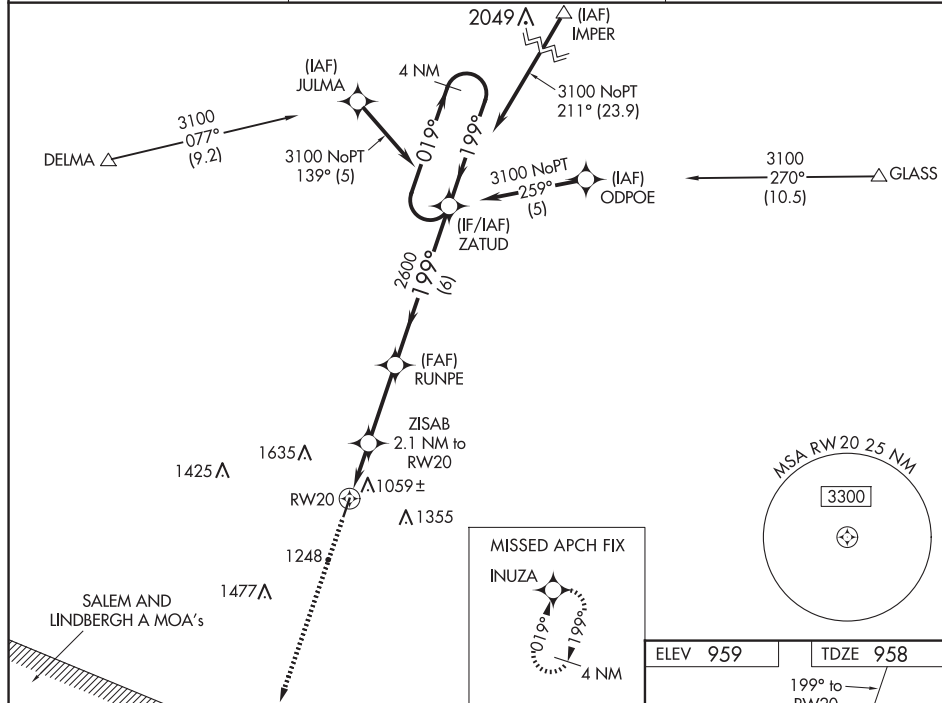 2049
(IAF)
IMPER
(IAF)
JULMA
4 NM
3100 NoPT
211° (23.9)
3100
077°
(9.2)
DELMA
3100 NoPT
139° (5)
019°
199°
3100 NoPT
259°
(5)
(IAF)
ODPOE
3100
270°
(10.5)
GLASS
(IF/IAF)
ZATUD
2600
199°
(6)
(FAF)
RUNPE
ZISAB
2.1 NM to
RW20
1635
1425
1059±
RW20
1355
MSA RW20 25 NM
3300
1248
1477
MISSED APCH FIX
INUZA
019°
199°
4 NM
SALEM AND
LINDBERGH A MOA's
ELEV 959
TDZE 958
199° to
RW20